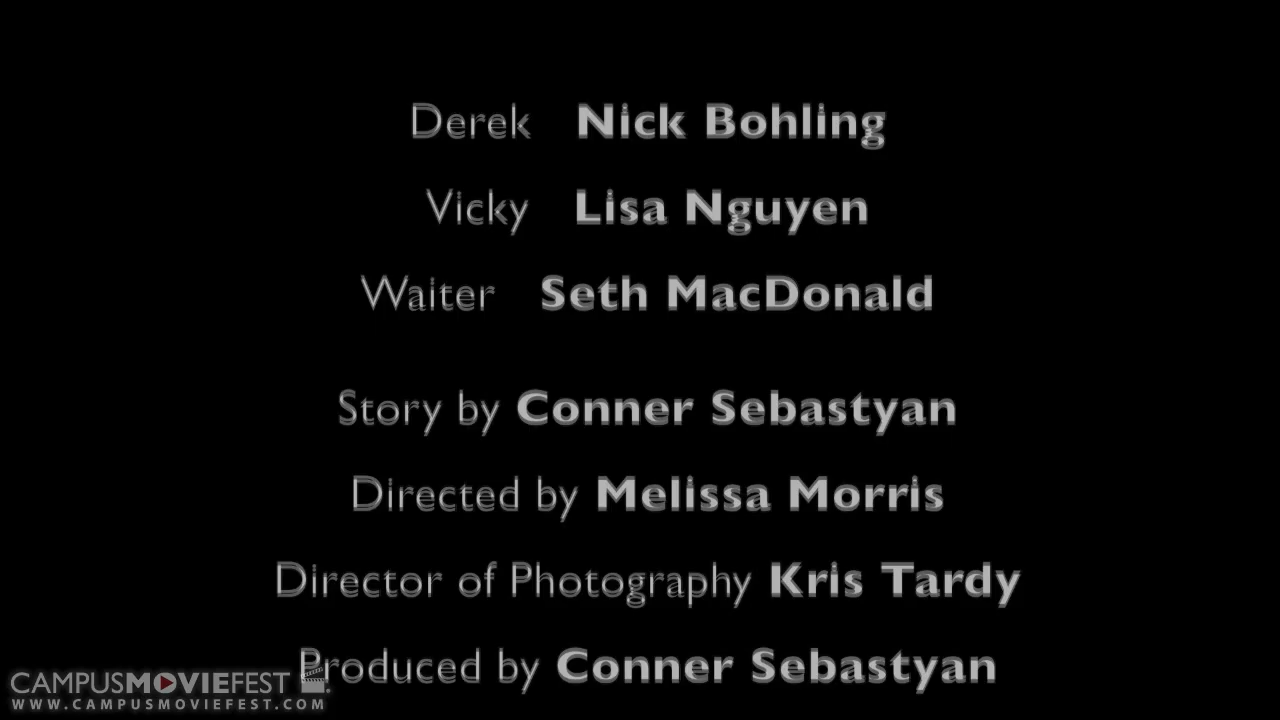 Derek Nick Bohling
Vicky Lisa Nguyen
Waiter Seth MacDonald
Story by Conner Sebastyan
Directed by Melissa Morris
Director of Photography Kris Tardy
Produced by Conner Sebastyan
CAMPUSMOVIEFEST
WWW.CAMPUSMOVIEFEST.COM